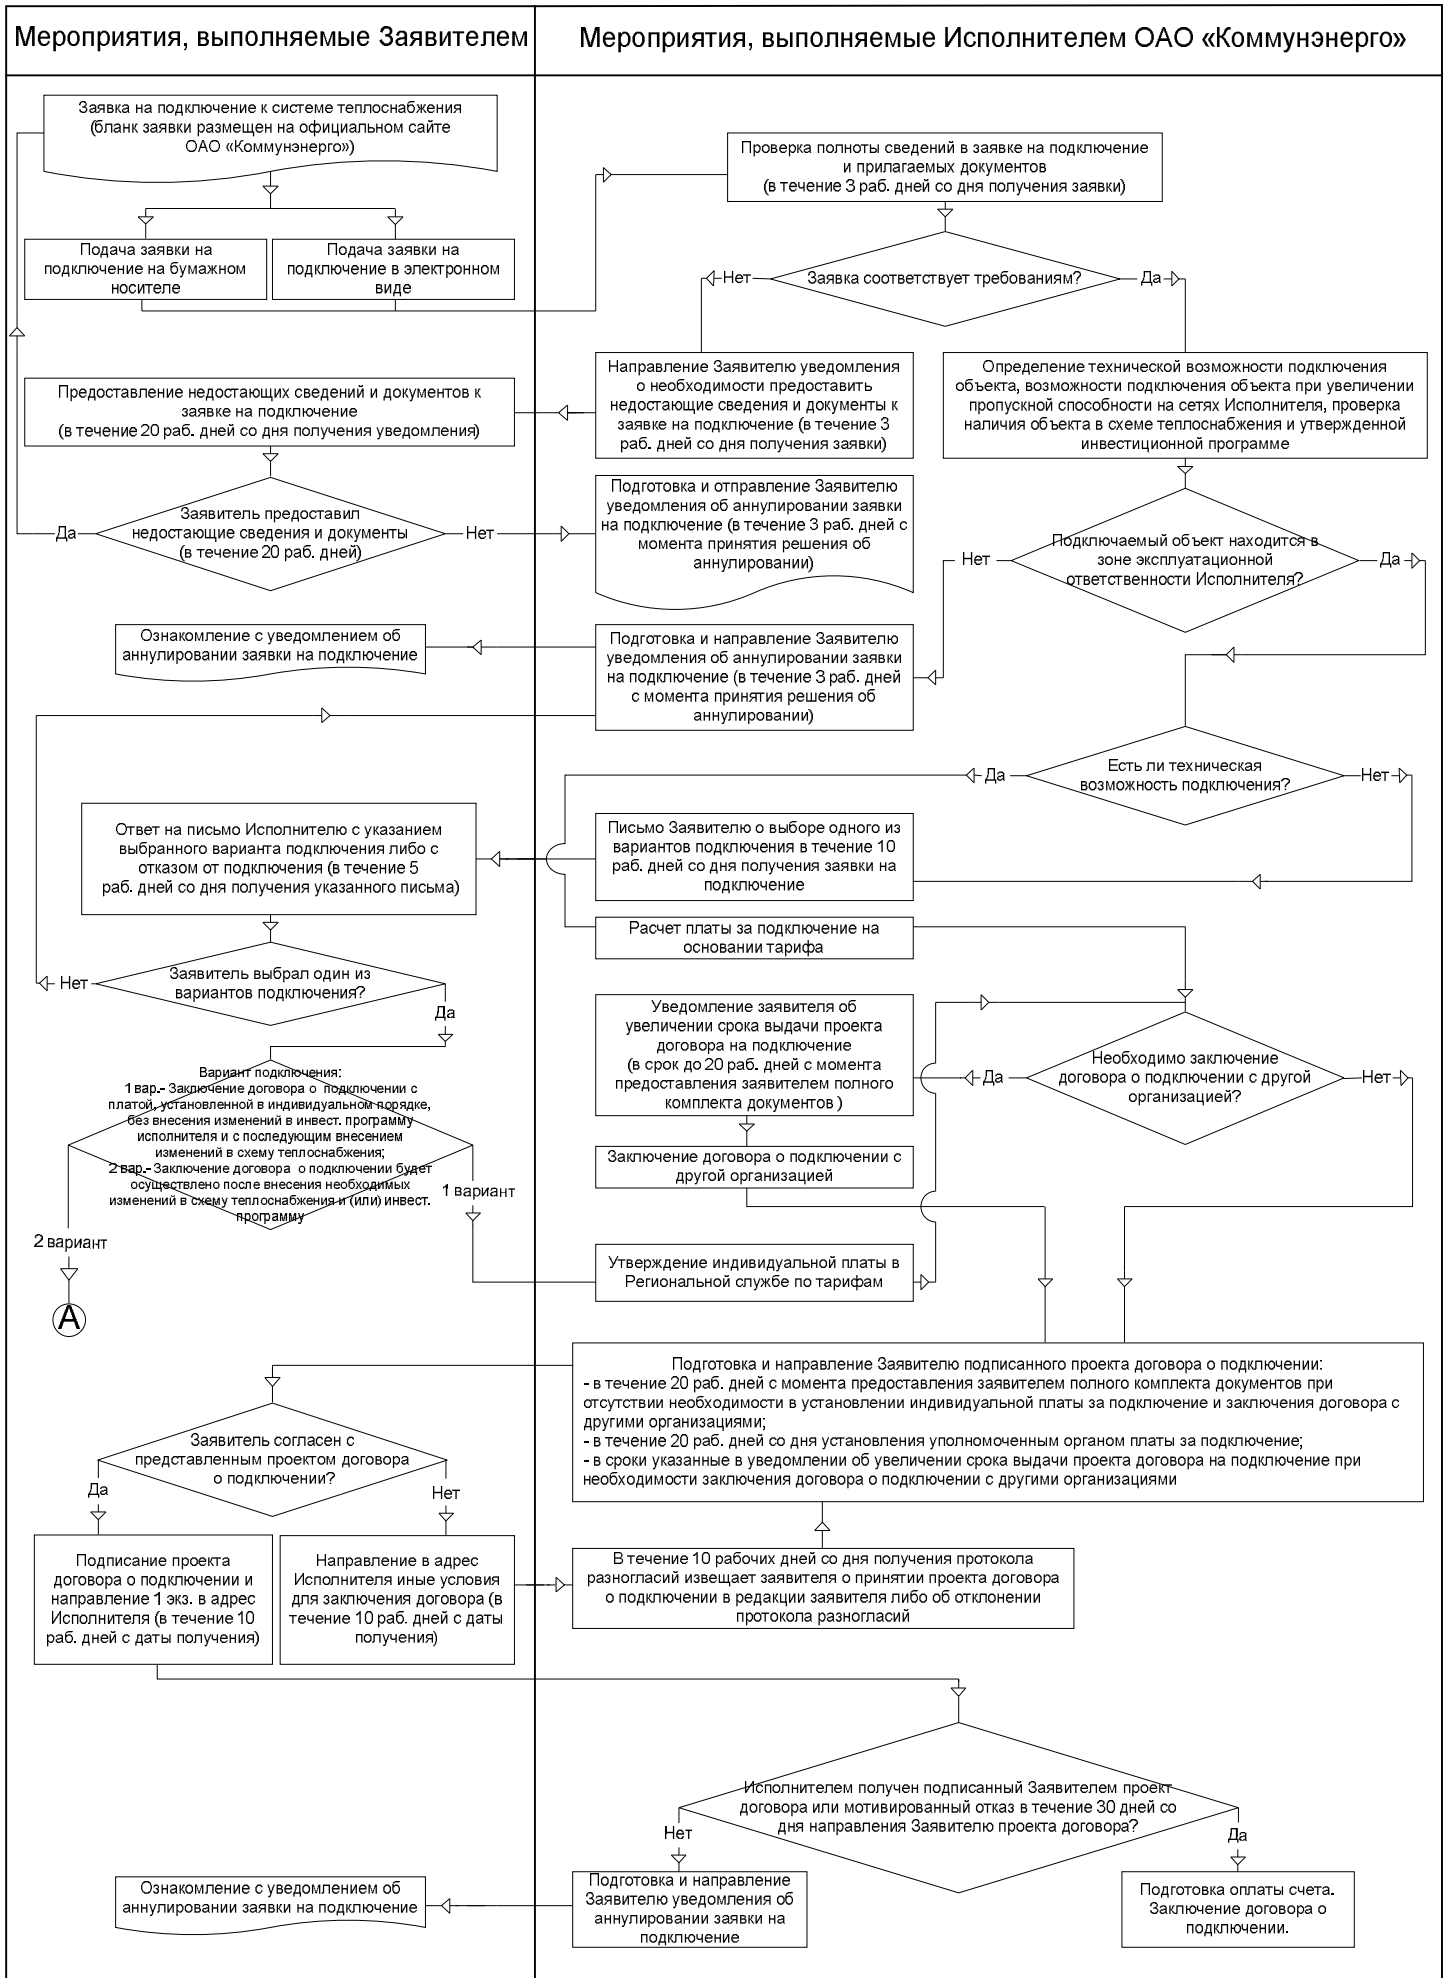 Мероприятия, выполняемые Заявителем
Мероприятия, выполняемые Исполнителем ОАО «Коммунэнерго»
Заявка на подключение к системе теплоснабжения
(бланк заявки размещен на официальном сайте
ОАО «Коммунэнерго»)
Проверка полноты сведений в заявке на подключение
и прилагаемых документов
(в течение 3 раб. дней со дня получения заявки)
Подача заявки на
подключение на бумажном
носителе
Подача заявки на
подключение в электронном
виде
Нет
Заявка соответствует требованиям?
Да
Направление Заявителю уведомления
о необходимости предоставить
недостающие сведения и документы к
заявке на подключение (в течение 3
раб. дней со дня получения заявки)
Определение технической возможности подключения
объекта, возможности подключения объекта при увеличении
пропускной способности на сетях Исполнителя, проверка
наличия объекта в схеме теплоснабжения и утвержденной
инвестиционной программе
Предоставление недостающих сведений и документов к
заявке на подключение
(в течение 20 раб. дней со дня получения уведомления)
Да
Заявитель предоставил
недостающие сведения и документы
(в течение 20 раб. дней)
Нет
Подготовка и отправление Заявителю
уведомления об аннулировании заявки
на подключение (в течение 3 раб. дней с
момента принятия решения об
аннулировании)
Нет
Подключаемый объект находится в
зоне эксплуатационной
ответственности Исполнителя?
Да
Ознакомление с уведомлением об
аннулировании заявки на подключение
Подготовка и направление Заявителю
уведомления об аннулировании заявки
на подключение (в течение 3 раб. дней
с момента принятия решения об
аннулировании)
Да
Есть ли техническая
возможность подключения?
Нет
Ответ на письмо Исполнителю с указанием
выбранного варианта подключения либо с
отказом от подключения (в течение 5
раб. дней со дня получения указанного письма)
Письмо Заявителю о выборе одного из
вариантов подключения в течение 10
раб. дней со дня получения заявки на
подключение
Расчет платы за подключение на
основании тарифа
Нет
Заявитель выбрал один из
вариантов подключения?
Да
Уведомление заявителя об
увеличении срока выдачи проекта
договора на подключение
(в срок до 20 раб. дней с момента
предоставления заявителем полного
комплекта документов )
Да
Необходимо заключение
договора о подключении с другой
организацией?
Нет
Вариант подключения:
1 вар.- Заключение договора о подключении с
платой, установленной в индивидуальном порядке,
без внесения изменений в инвест. программу
исполнителя и с последующим внесением
изменений в схему теплоснабжения;
2 вар.- Заключение договора о подключении будет
осуществлено после внесения необходимых
изменений в схему теплоснабжения и (или) инвест.
программу
1 вариант
2 вариант
А
Заключение договора о подключении с
другой организацией
Утверждение индивидуальной платы в
Региональной службе по тарифам
Подготовка и направление Заявителю подписанного проекта договора о подключении:
- в течение 20 раб. дней с момента предоставления заявителем полного комплекта документов при
отсутствии необходимости в установлении индивидуальной платы за подключение и заключения договора с
другими организациями;
- в течение 20 раб. дней со дня установления уполномоченным органом платы за подключение;
- в сроки указанные в уведомлении об увеличении срока выдачи проекта договора на подключение при
необходимости заключения договора о подключении с другими организациями
Заявитель согласен с
представленным проектом договора
о подключении?
Да
Нет
Подписание проекта
договора о подключении и
направление 1 экз. в адрес
Исполнителя (в течение 10
раб. дней с даты получения)
Направление в адрес
Исполнителя иные условия
для заключения договора (в
течение 10 раб. дней с даты
получения)
В течение 10 рабочих дней со дня получения протокола
разногласий извещает заявителя о принятии проекта договора
о подключении в редакции заявителя либо об отклонении
протокола разногласий
Исполнителем получен подписанный Заявителем проект
договора или мотивированный отказ в течение 30 дней со
дня направления Заявителю проекта договора?
Нет
Да
Ознакомление с уведомлением об
аннулировании заявки на подключение
Подготовка и направление
Заявителю уведомления об
аннулировании заявки на
подключение
Подготовка оплаты счета.
Заключение договора о
подключении.